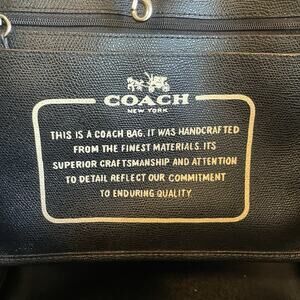 COACH
NEW YORK
THIS IS A COACH BAG. IT WAS HANDCRAFTED
FROM THE FINEST MATERIALS. ITS
SUPERIOR CRAFTSMANSHIP AND ATTENTION
TO DETAIL REFLECT OUR COMMITMENT
TO ENDURING QUALITY.